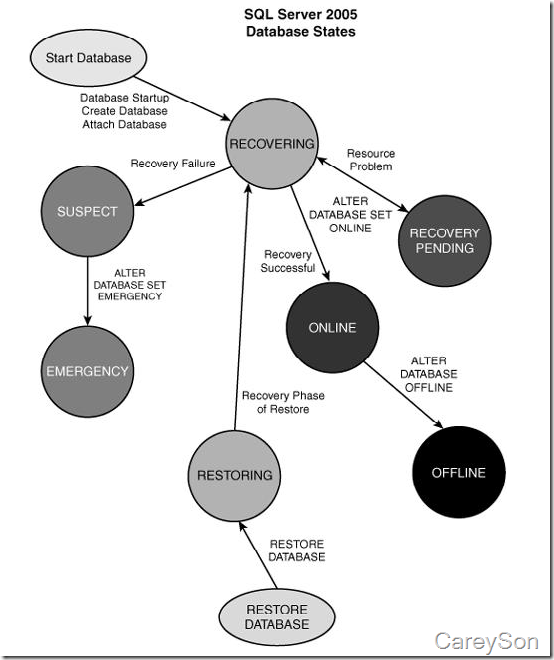 SQL Server 2005
Database States
Start Database
Database Startup
Create Database
Attach Database
RECOVERING
Recovery Failure
Resource
Problem
SUSPECT
ALTER
DATABASE SET
ONLINE
RECOVERY
PENDING
Recovery
Successful
ALTER
DATABASE SET
EMERGENCY
ONLINE
EMERGENCY
ALTER
DATABASE
OFFLINE
Recovery Phase
of Restore
RESTORING
OFFLINE
RESTORE
DATABASE
RESTORE
DATABASE
CareySon